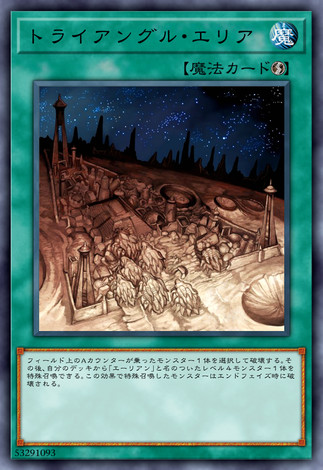 トライアングル・エリア
魔
【魔法カード】
フィールド上のAカウンターが乗ったモンスター1体を選択して破壊する。そ
の後、自分のデッキから「エーリアン」と名のついたレベル4モンスター1体を
特殊召喚できる。この効果で特殊召喚したモンスターはエンドフェイズ時に破
壊される。
53291093